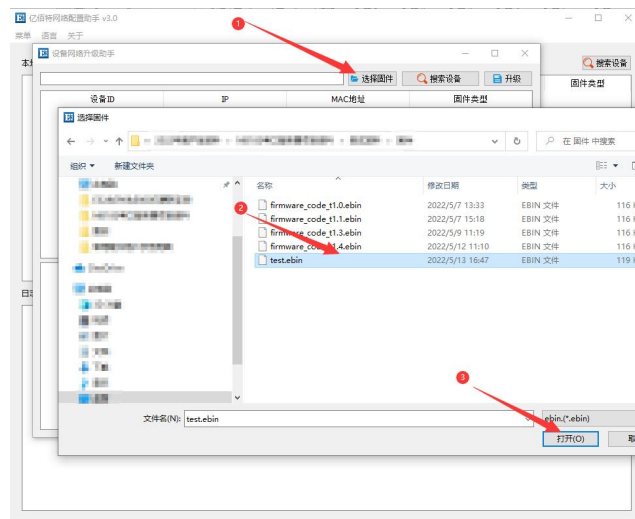 亿佰特网络配置助手 v3.0
菜单 语言 关于
设备网络升级助手
选择固件 搜索设备 升级
搜索设备
固件类型
设备ID IP MAC地址 固件类型
选择固件
在 固件 中搜索
组织 新建文件夹
名称 修改日期 类型 大小
firmware_code_t1.0.ebin 2022/5/7 13:33 EBIN 文件 116
firmware_code_t1.1.ebin 2022/5/7 15:18 EBIN 文件 116
firmware_code_t1.3.ebin 2022/5/9 11:19 EBIN 文件 116
firmware_code_t1.4.ebin 2022/5/12 11:10 EBIN 文件 116
test.ebin 2022/5/13 16:47 EBIN 文件 119
文件名(N): test.ebin ebin.(*.ebin)
打开(O)
1
2
3